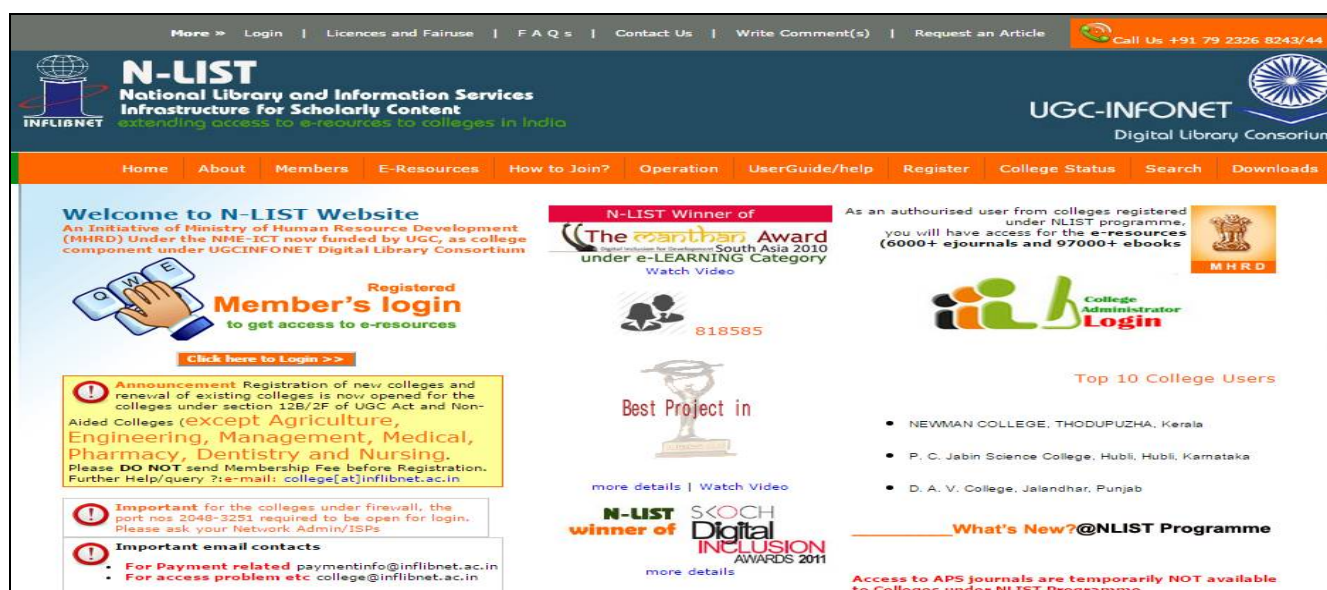 More » Login | Licences and Fairuse | F A Q s | Contact Us | Write Comment(s) | Request an Article
Call Us +91 79 2326 8243/44
INFLIBNET
N-LIST
National Library and Information Services
Infrastructure for Scholarly Content
extending access to e-reources to colleges in India
UGC-INFONET
Digital Library Consortium
Home About Members E-Resources How to Join? Operation UserGuide/help Register College Status Search Downloads
Welcome to N-LIST Website
An Initiative of Ministry of Human Resource Development
(MHRD) Under the NME-ICT now funded by UGC, as college
component under UGCINFONET Digital Library Consortium
Q W E
Registered
Member's login
to get access to e-resources
Click here to Login >>
Announcement Registration of new colleges and
renewal of existing colleges is now opened for the
colleges under section 12B/2F of UGC Act and Non-
Aided Colleges (except Agriculture,
Engineering, Management, Medical,
Pharmacy, Dentistry and Nursing.
Please DO NOT send Membership Fee before Registration.
Further Help/query ?:e-mail: college[at]inflibnet.ac.in
Important for the colleges under firewall, the
port nos 2048-3251 required to be open for login.
Please ask your Network Admin/ISPs
Important email contacts
For Payment related paymentinfo@inflibnet.ac.in
For access problem etc college@inflibnet.ac.in
N-LIST Winner of
The manthan Award
Digital Inclusion for Development South Asia 2010
under e-LEARNING Category
Watch Video
818585
Best Project in
more details | Watch Video
N-LIST SKOCH
winner of Digital
INCLUSION
AWARDS 2011
more details
As an authourised user from colleges registered
under NLIST programme,
you will have access for the e-resources
(6000+ ejournals and 97000+ ebooks
MHRD
College
Administrator
Login
Top 10 College Users
NEWMAN COLLEGE, THODUPUZHA, Kerala
P. C. Jabin Science College, Hubli, Hubli, Karnataka
D. A. V. College, Jalandhar, Punjab
What's New?@NLIST Programme
Access to APS journals are temporarily NOT available
to Colleges under NLIST Programme